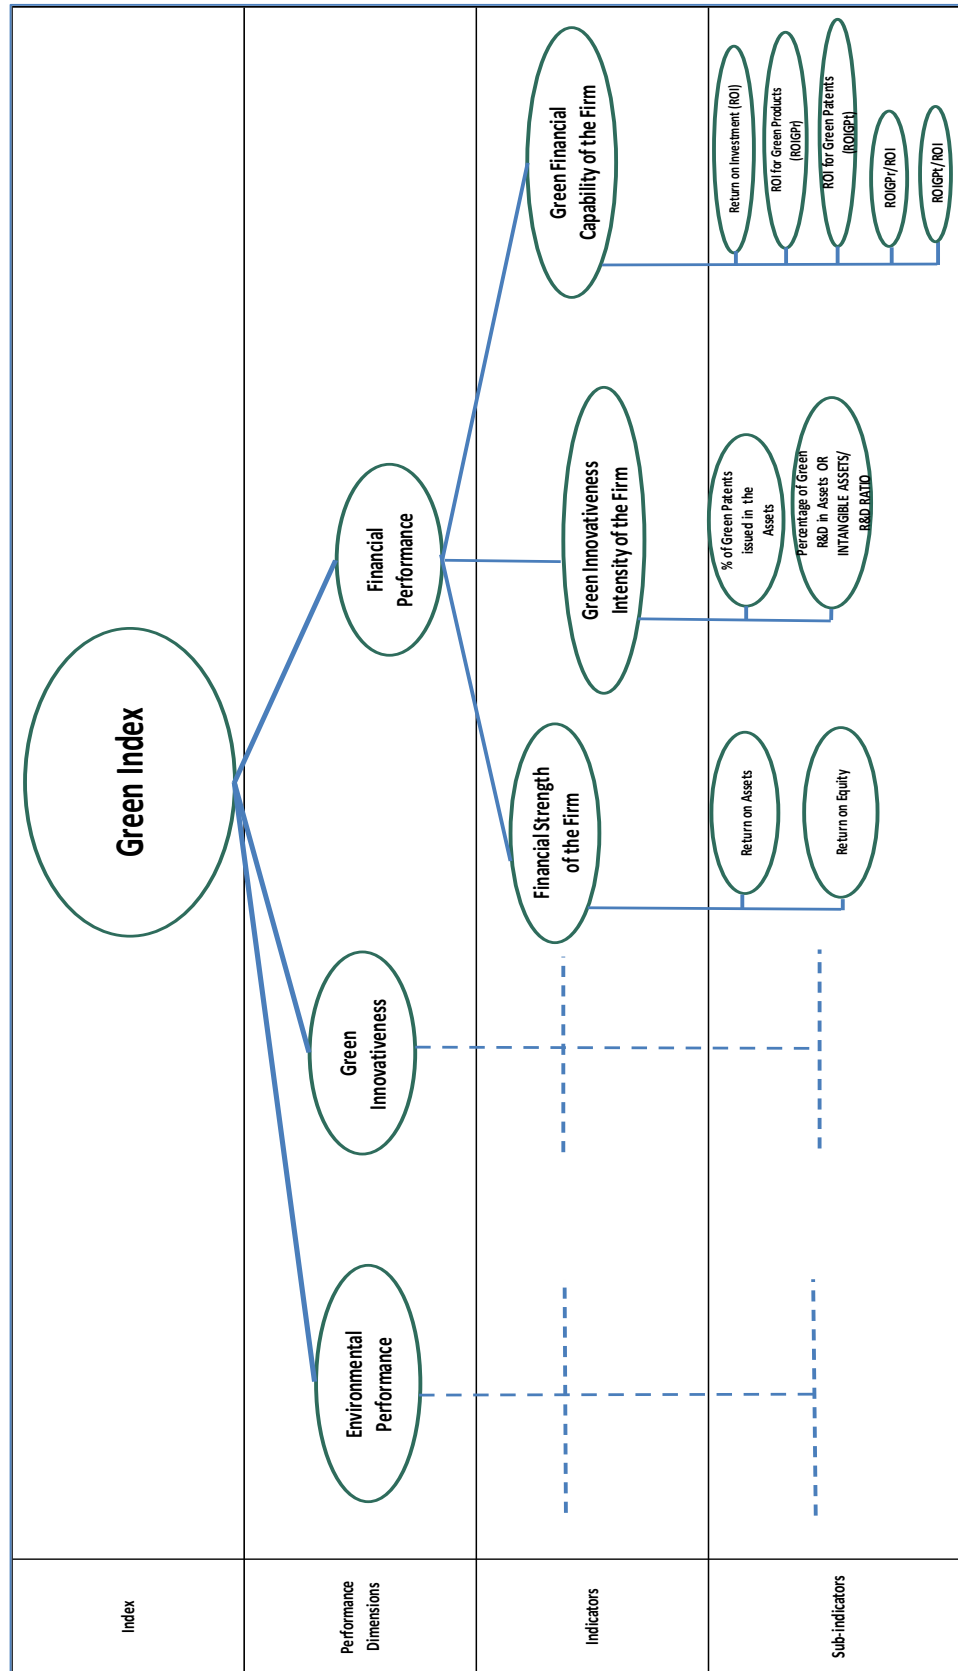 Index
Green Index
Performance
Dimensions
Environmental
Performance
Green
Innovativeness
Financial
Performance
Indicators
Financial Strength
of the Firm
Green Innovativeness
Intensity of the Firm
Green Financial
Capability of the Firm
Sub-indicators
Return on Assets
Return on Equity
% of Green Patents
issued in the
Assets
Percentage of Green
R&D in Assets OR
INTANGIBLE ASSETS/
R&D RATIO
Return on Investment (ROI)
ROI for Green Products
(ROIGPr)
ROI for Green Patents
(ROIGPt)
ROIGPr/ROI
ROIGPt/ROI